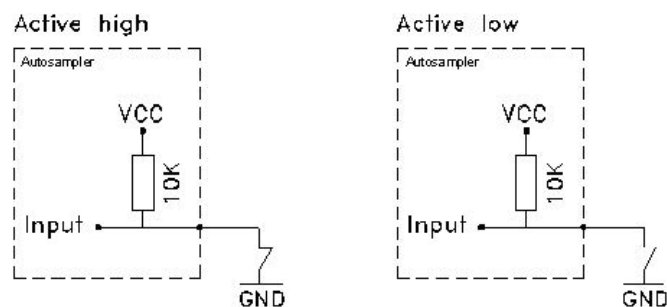 Active high
Autosampler
VCC
10K
Input
GND
Active low
Autosampler
VCC
10K
Input
GND